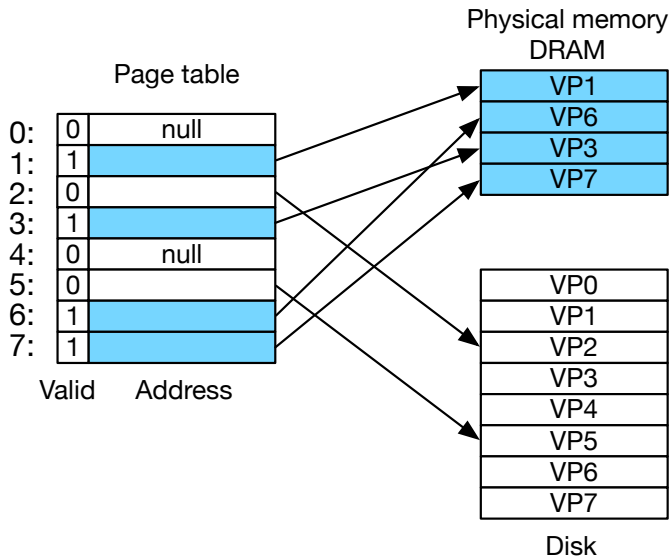 Physical memory
DRAM
Page table
0: 0 null
1: 1
2: 0
3: 1
4: 0 null
5: 0
6: 1
7: 1
Valid Address
VP1
VP6
VP3
VP7
VP0
VP1
VP2
VP3
VP4
VP5
VP6
VP7
Disk